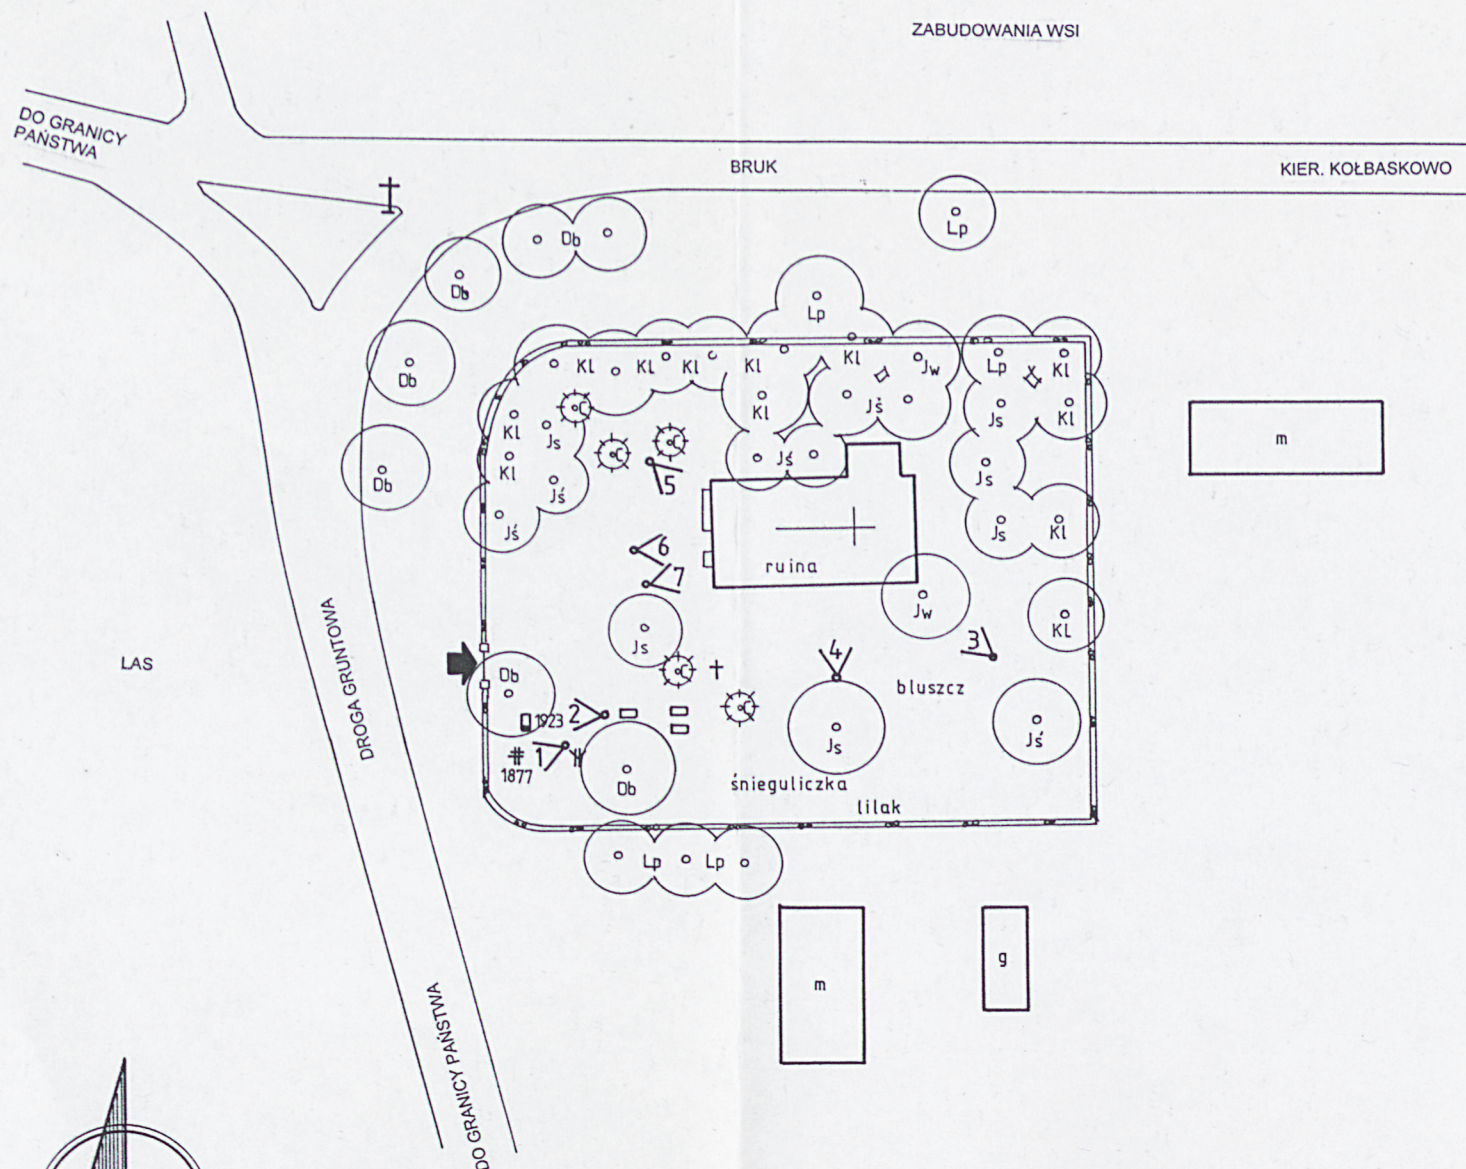 ZABUDOWANIA WSI
DO GRANICY
PAŃSTWA
BRUK
KIER. KOŁBASKOWO
Lp
Db
Db
Lp
Db
Kl
Kl
Kl
Kl
Kl
Jw
Lp
Kl
C
Kl
Js
Kl
Jś
Js
Kl
m
C
C
Kl
Jś
Js
Db
Jś
5
Jś
Js
Kl
6
ruina
7
Jw
Kl
DROGA GRUNTOWA
Js
3
4
LAS
Db
C
bluszcz
C
1923
2
Js
Jś
1
1877
Db
śnieguliczka
lilak
Lp
Lp
m
g
DO GRANICY PAŃSTWA